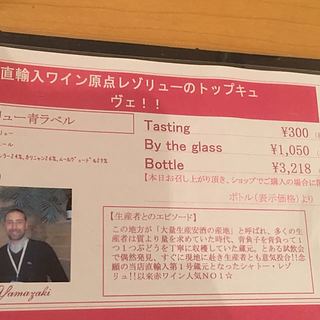 直輸入ワイン原点レゾリューのトップキュ
ヴェ！！
リュー青ラベル
Tasting ¥300
By the glass ¥1,050
Bottle ¥3,218
【本日お召し上がり頂き、ショップでご購入の場合に限
ボトル（表示価格）より
【生産者とのエピソード】
この地方が「大量生産安酒の産地」と呼ばれ、多くの生
産者は質より量を求めていた時代、背負子を背負って1
つ1つぶどうを丁寧に収穫していた蔵元。とある試飲会
で偶然発見、すぐに現地に赴き生産者とも意気投合!!念
願の当店直輸入第1号蔵元となったシャトー・レゾ
リュ!!以来赤ワイン人気NO1☆
Yamazaki